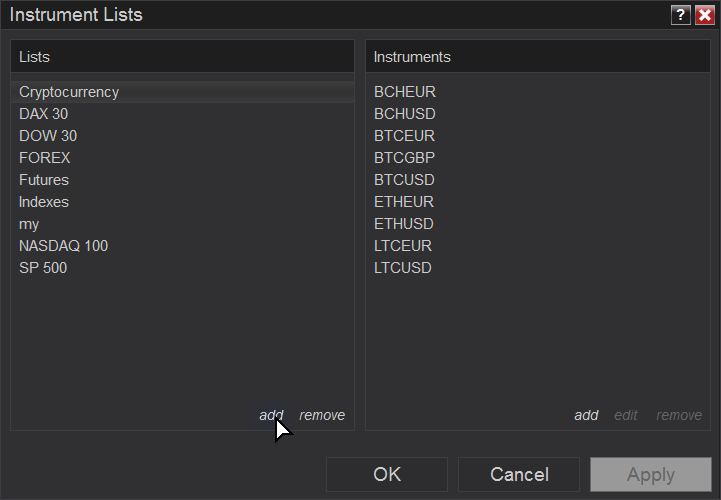 Instrument Lists ?
Lists
Cryptocurrency
DAX 30
DOW 30
FOREX
Futures
Indexes
my
NASDAQ 100
SP 500
add remove
Instruments
BCHEUR
BCHUSD
BTCEUR
BTCGBP
BTCUSD
ETHEUR
ETHUSD
LTCEUR
LTCUSD
add edit remove
OK Cancel Apply